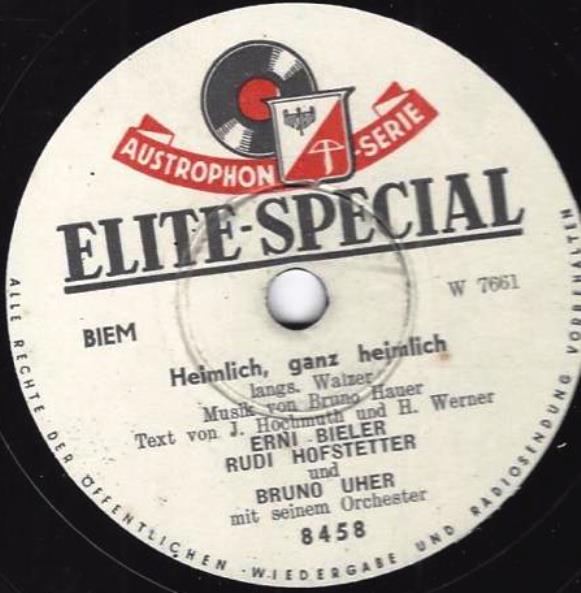 AUSTROPHON-SERIE
ELITE-SPECIAL
W 7661
BIEM
Heimlich, ganz heimlich
langs. Walzer
Musik von Bruno Hauer
Text von J. Hochmuth und H. Werner
ERNI BIELER
RUDI HOFSTETTER
und
BRUNO UHER
mit seinem Orchester
8458
ALLE RECHTE DER ÖFFENTLICHEN WIEDERGABE UND RADIOSENDUNG VORBEHALTEN